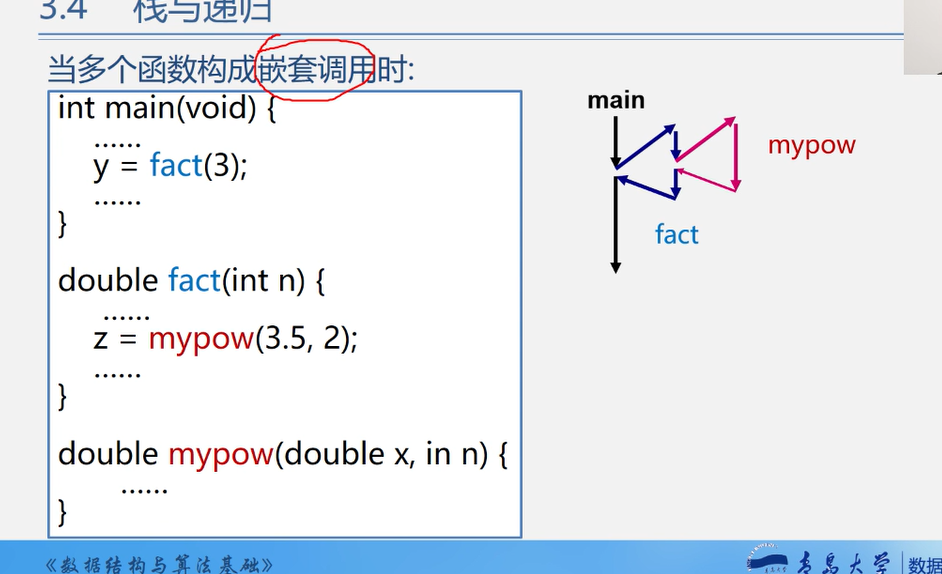 3.4 栈与递归
当多个函数构成嵌套调用时:
int main(void) {
......
y = fact(3);
......
}
double fact(int n) {
......
z = mypow(3.5, 2);
......
}
double mypow(double x, in n) {
......
}
main
mypow
fact
《数据结构与算法基础》
青岛大学
数据